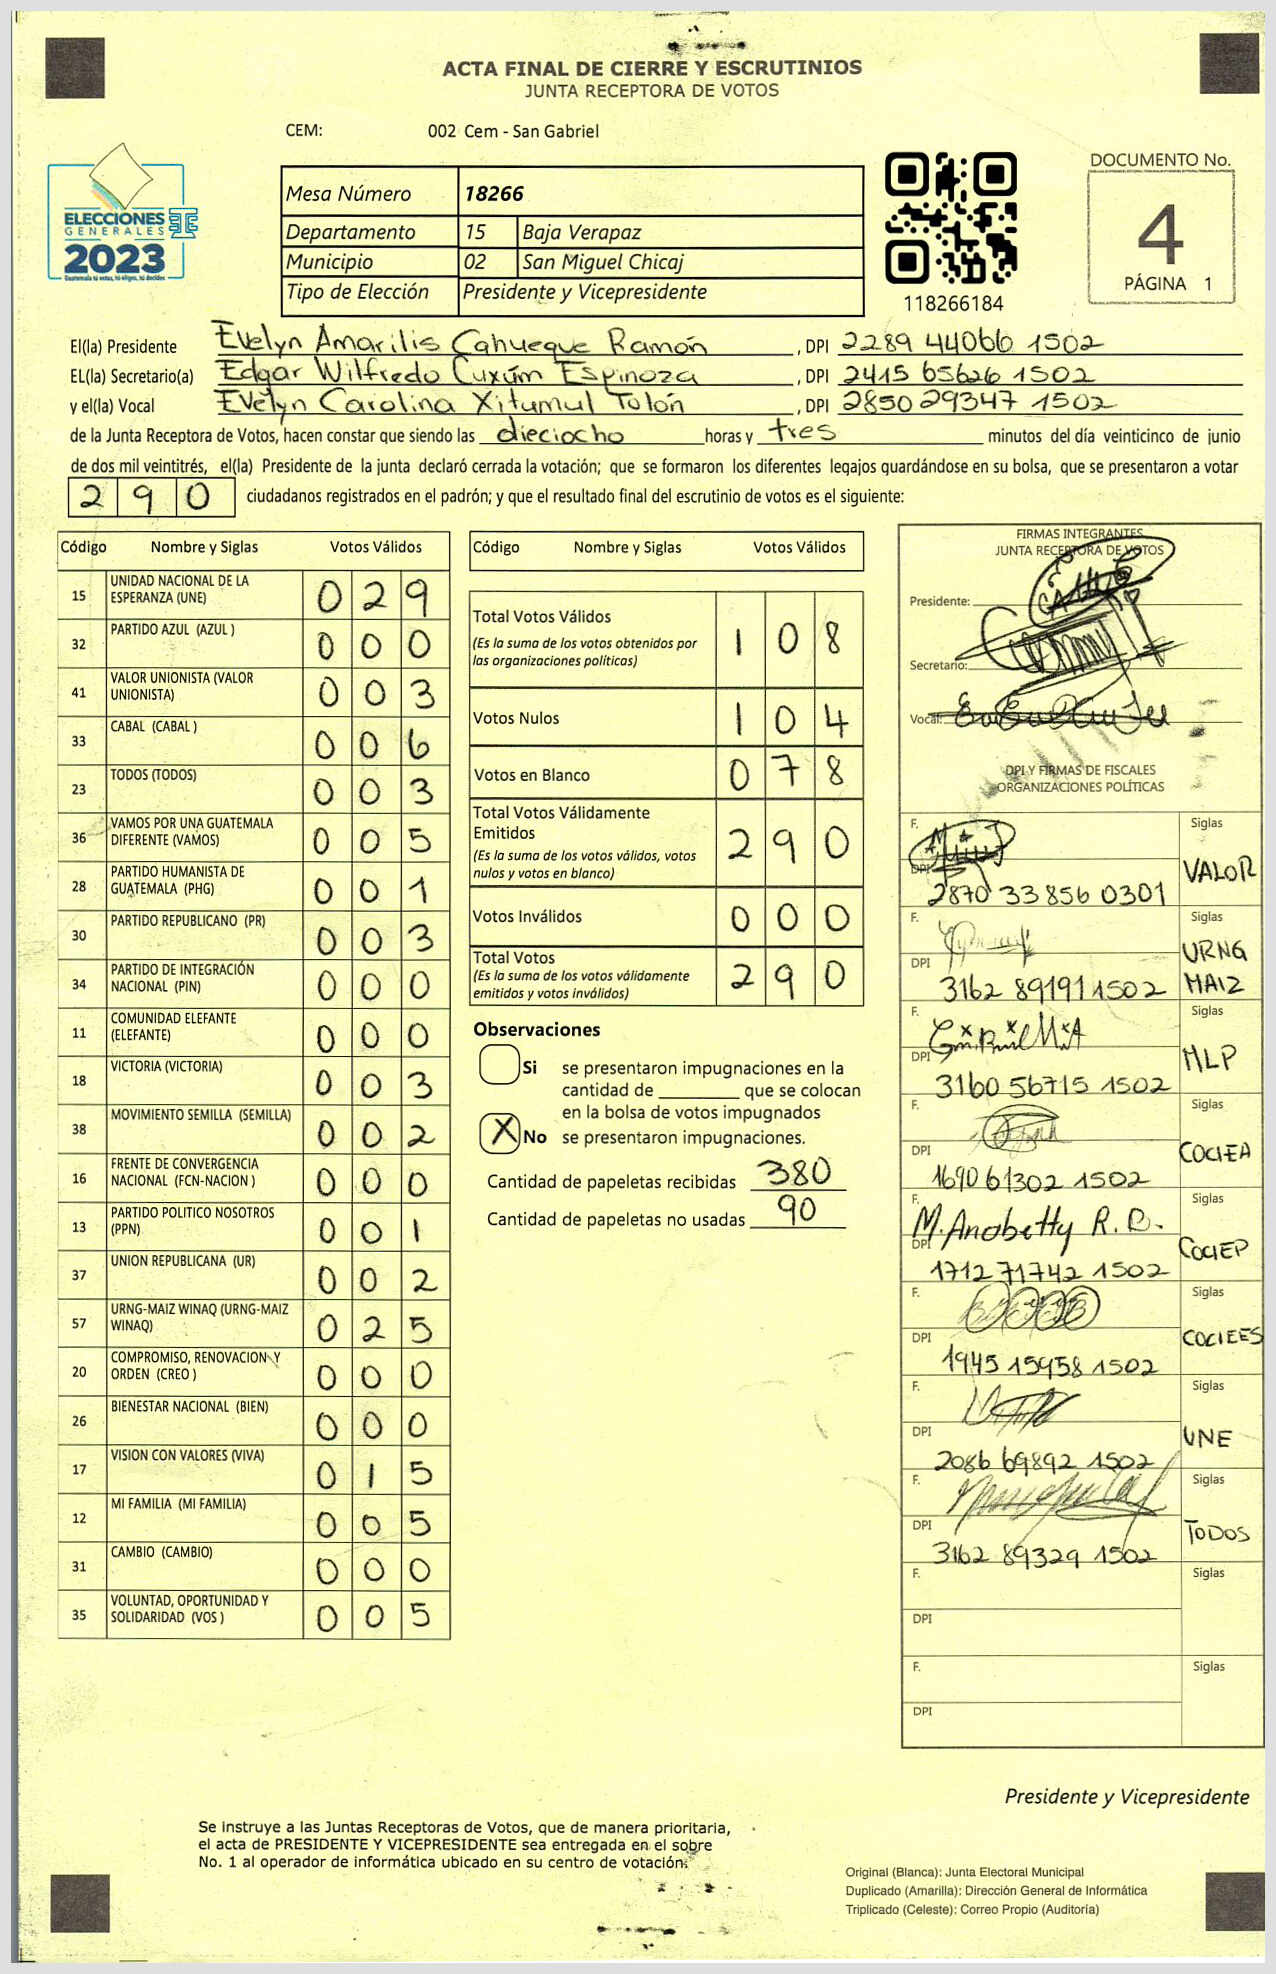 ACTA FINAL DE CIERRE Y ESCRUTINIOS
JUNTA RECEPTORA DE VOTOS
CEM: 002 Cem - San Gabriel
ELECCIONES
GENERALES
2023
Guatemala tú votas, tú eliges, tú decides
Mesa Número 18266
Departamento 15 Baja Verapaz
Municipio 02 San Miguel Chicaj
Tipo de Elección Presidente y Vicepresidente
118266184
DOCUMENTO No.
4
PÁGINA 1
El(la) Presidente Evelyn Amarilis Cahueque Ramón, DPI 2289 44066 1502
EL(la) Secretario(a) Edgar Wilfredo Cuxúm Espinoza, DPI 2415 65626 1502
y el(la) Vocal Evelyn Carolina Xitumul Tolón, DPI 2850 29347 1502
de la Junta Receptora de Votos, hacen constar que siendo las dieciocho horas y tres minutos del día veinticinco de junio
de dos mil veintitrés, el(la) Presidente de la junta declaró cerrada la votación; que se formaron los diferentes legajos guardándose en su bolsa, que se presentaron a votar
290 ciudadanos registrados en el padrón; y que el resultado final del escrutinio de votos es el siguiente:
Código Nombre y Siglas Votos Válidos
15 UNIDAD NACIONAL DE LA ESPERANZA (UNE) 0 2 9
32 PARTIDO AZUL (AZUL ) 0 0 0
41 VALOR UNIONISTA (VALOR UNIONISTA) 0 0 3
33 CABAL (CABAL ) 0 0 6
23 TODOS (TODOS) 0 0 3
36 VAMOS POR UNA GUATEMALA DIFERENTE (VAMOS) 0 0 5
28 PARTIDO HUMANISTA DE GUATEMALA (PHG) 0 0 1
30 PARTIDO REPUBLICANO (PR) 0 0 3
34 PARTIDO DE INTEGRACIÓN NACIONAL (PIN) 0 0 0
11 COMUNIDAD ELEFANTE (ELEFANTE) 0 0 0
18 VICTORIA (VICTORIA) 0 0 3
38 MOVIMIENTO SEMILLA (SEMILLA) 0 0 2
16 FRENTE DE CONVERGENCIA NACIONAL (FCN-NACION ) 0 0 0
13 PARTIDO POLITICO NOSOTROS (PPN) 0 0 1
37 UNION REPUBLICANA (UR) 0 0 2
57 URNG-MAIZ WINAQ (URNG-MAIZ WINAQ) 0 2 5
20 COMPROMISO, RENOVACION Y ORDEN (CREO ) 0 0 0
26 BIENESTAR NACIONAL (BIEN) 0 0 0
17 VISION CON VALORES (VIVA) 0 1 5
12 MI FAMILIA (MI FAMILIA) 0 0 5
31 CAMBIO (CAMBIO) 0 0 0
35 VOLUNTAD, OPORTUNIDAD Y SOLIDARIDAD (VOS ) 0 0 5
Código Nombre y Siglas Votos Válidos
Total Votos Válidos 1 0 8
(Es la suma de los votos obtenidos por
las organizaciones políticas)
Votos Nulos 1 0 4
Votos en Blanco 0 7 8
Total Votos Válidamente
Emitidos 2 9 0
(Es la suma de los votos válidos, votos
nulos y votos en blanco)
Votos Inválidos 0 0 0
Total Votos 2 9 0
(Es la suma de los votos válidamente
emitidos y votos inválidos)
Observaciones
Si se presentaron impugnaciones en la
cantidad de ________ que se colocan
en la bolsa de votos impugnados
X No se presentaron impugnaciones.
Cantidad de papeletas recibidas 380
Cantidad de papeletas no usadas 90
FIRMAS INTEGRANTES
JUNTA RECEPTORA DE VOTOS
Presidente:
Secretario:
Vocal:
DPI Y FIRMAS DE FISCALES
ORGANIZACIONES POLÍTICAS
F. Siglas
DPI 2870 33856 0301 VALOR
F. Siglas
DPI 3162 89191 1502 URNG MAIZ
F. Siglas
DPI 3160 56715 1502 MLP
F. Siglas
DPI 1690 61302 1502 COCIEA
F. M. Anabetty R. B. Siglas
DPI 1712 71742 1502 COCIEP
F. Siglas
DPI 1945 15958 1502 COCIEES
F. Siglas
DPI 2086 69892 1502 UNE
F. Siglas
DPI 3162 89329 1502 TODOS
F. Siglas
DPI
F. Siglas
DPI
Presidente y Vicepresidente
Se instruye a las Juntas Receptoras de Votos, que de manera prioritaria,
el acta de PRESIDENTE Y VICEPRESIDENTE sea entregada en el sobre
No. 1 al operador de informática ubicado en su centro de votación.
Original (Blanca): Junta Electoral Municipal
Duplicado (Amarilla): Dirección General de Informática
Triplicado (Celeste): Correo Propio (Auditoría)